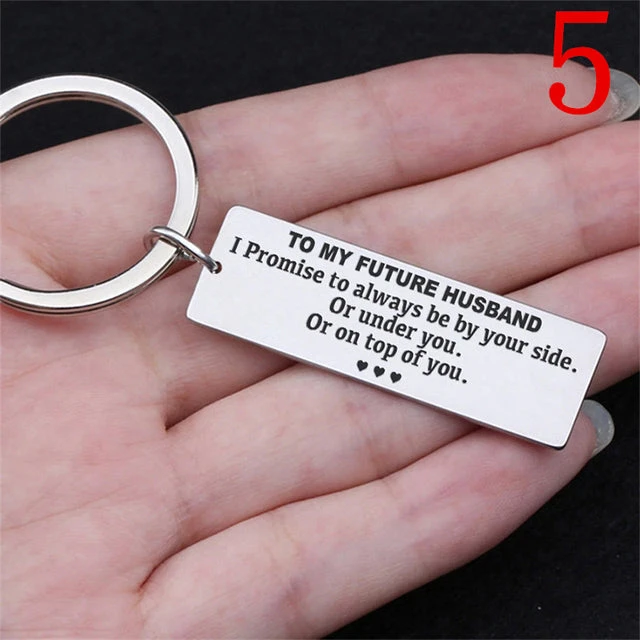 5
TO MY FUTURE HUSBAND
I Promise to always be by your side.
Or under you.
Or on top of you.